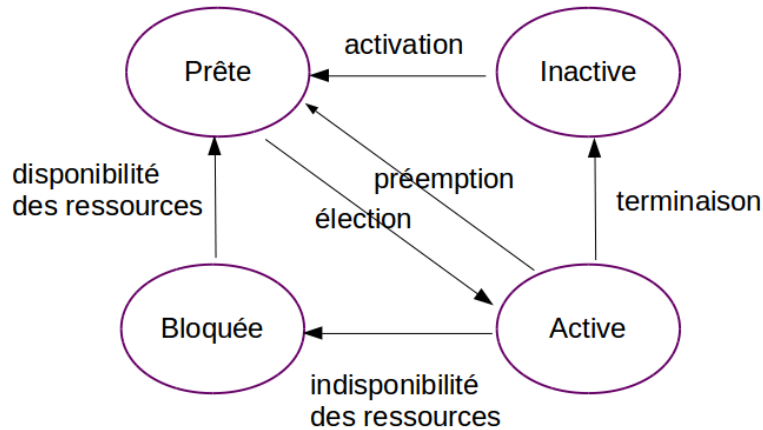 activation
Prête
Inactive
disponibilité
des ressources
préemption
élection
terminaison
Bloquée
Active
indisponibilité
des ressources